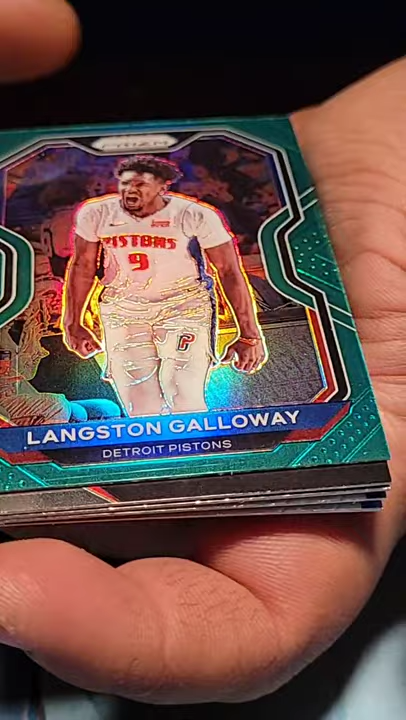 PRIZM
PISTONS
9
P
LANGSTON GALLOWAY
DETROIT PISTONS